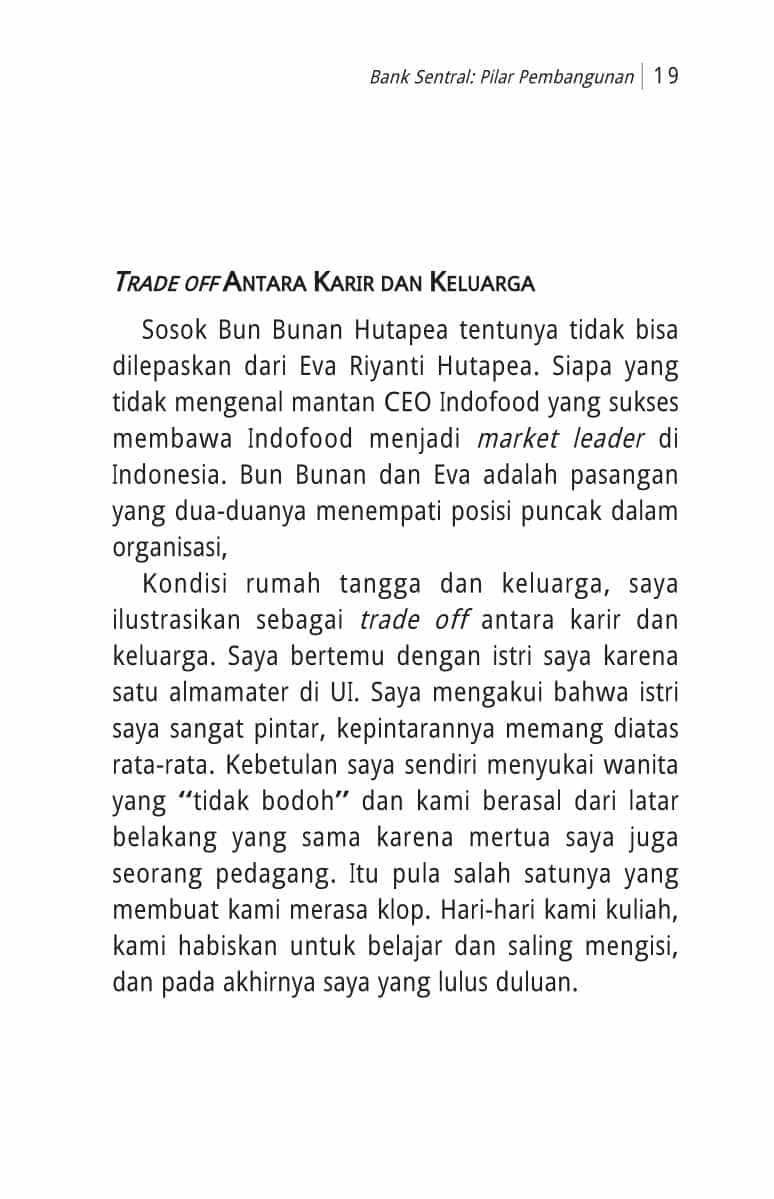 Bank Sentral: Pilar Pembangunan | 19
TRADE OFF ANTARA KARIR DAN KELUARGA
Sosok Bun Bunan Hutapea tentunya tidak bisa
dilepaskan dari Eva Riyanti Hutapea. Siapa yang
tidak mengenal mantan CEO Indofood yang sukses
membawa Indofood menjadi market leader di
Indonesia. Bun Bunan dan Eva adalah pasangan
yang dua-duanya menempati posisi puncak dalam
organisasi,
Kondisi rumah tangga dan keluarga, saya
ilustrasikan sebagai trade off antara karir dan
keluarga. Saya bertemu dengan istri saya karena
satu almamater di UI. Saya mengakui bahwa istri
saya sangat pintar, kepintarannya memang diatas
rata-rata. Kebetulan saya sendiri menyukai wanita
yang “tidak bodoh” dan kami berasal dari latar
belakang yang sama karena mertua saya juga
seorang pedagang. Itu pula salah satunya yang
membuat kami merasa klop. Hari-hari kami kuliah,
kami habiskan untuk belajar dan saling mengisi,
dan pada akhirnya saya yang lulus duluan.